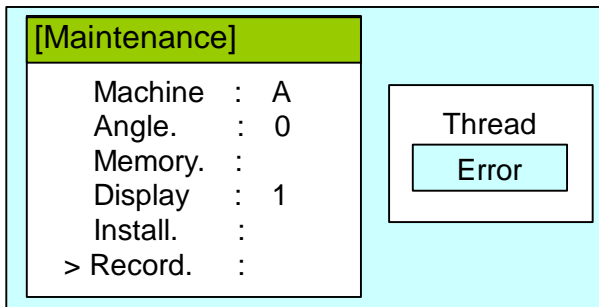 [Maintenance]
Machine : A
Angle. : 0
Memory. :
Display : 1
Install. :
> Record. :
Thread
Error